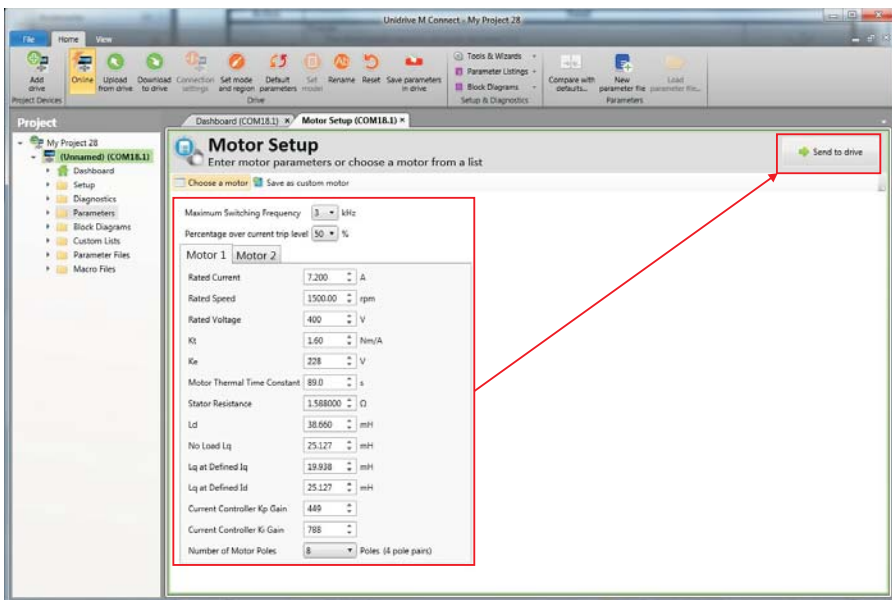 Unidrive M Connect - My Project 28
File Home View
Add drive
Online
Upload from drive
Download to drive
Connection settings
Set mode and region
Default parameters
Set model
Rename
Reset
Save parameters in drive
Tools & Wizards
Parameter Listings
Block Diagrams
Compare with defaults...
New parameter file
Load parameter file...
Project Devices Drive Setup & Diagnostics Parameters
Project
Dashboard (COM18.1) × Motor Setup (COM18.1) ×
My Project 28
(Unnamed) (COM18.1)
Dashboard
Setup
Diagnostics
Parameters
Block Diagrams
Custom Lists
Parameter Files
Macro Files
Motor Setup
Enter motor parameters or choose a motor from a list
Send to drive
Choose a motor Save as custom motor
Maximum Switching Frequency 3 kHz
Percentage over current trip level 50 %
Motor 1 Motor 2
Rated Current 7.200 A
Rated Speed 1500.00 rpm
Rated Voltage 400 V
Kt 1.60 Nm/A
Ke 228 V
Motor Thermal Time Constant 89.0 s
Stator Resistance 1.588000 Ω
Ld 38.660 mH
No Load Lq 25.127 mH
Lq at Defined Iq 19.938 mH
Lq at Defined Id 25.127 mH
Current Controller Kp Gain 449
Current Controller Ki Gain 788
Number of Motor Poles 8 Poles (4 pole pairs)